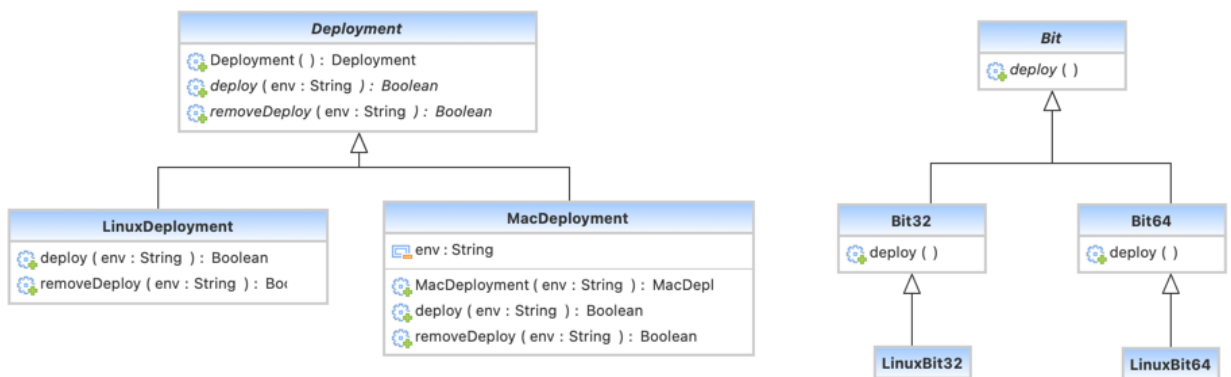 Deployment
Deployment ( ) : Deployment
deploy ( env : String ) : Boolean
removeDeploy ( env : String ) : Boolean
LinuxDeployment
deploy ( env : String ) : Boolean
removeDeploy ( env : String ) : Boo
MacDeployment
env : String
MacDeployment ( env : String ) : MacDepl
deploy ( env : String ) : Boolean
removeDeploy ( env : String ) : Boolean
Bit
deploy ( )
Bit32
deploy ( )
Bit64
deploy ( )
LinuxBit32
LinuxBit64